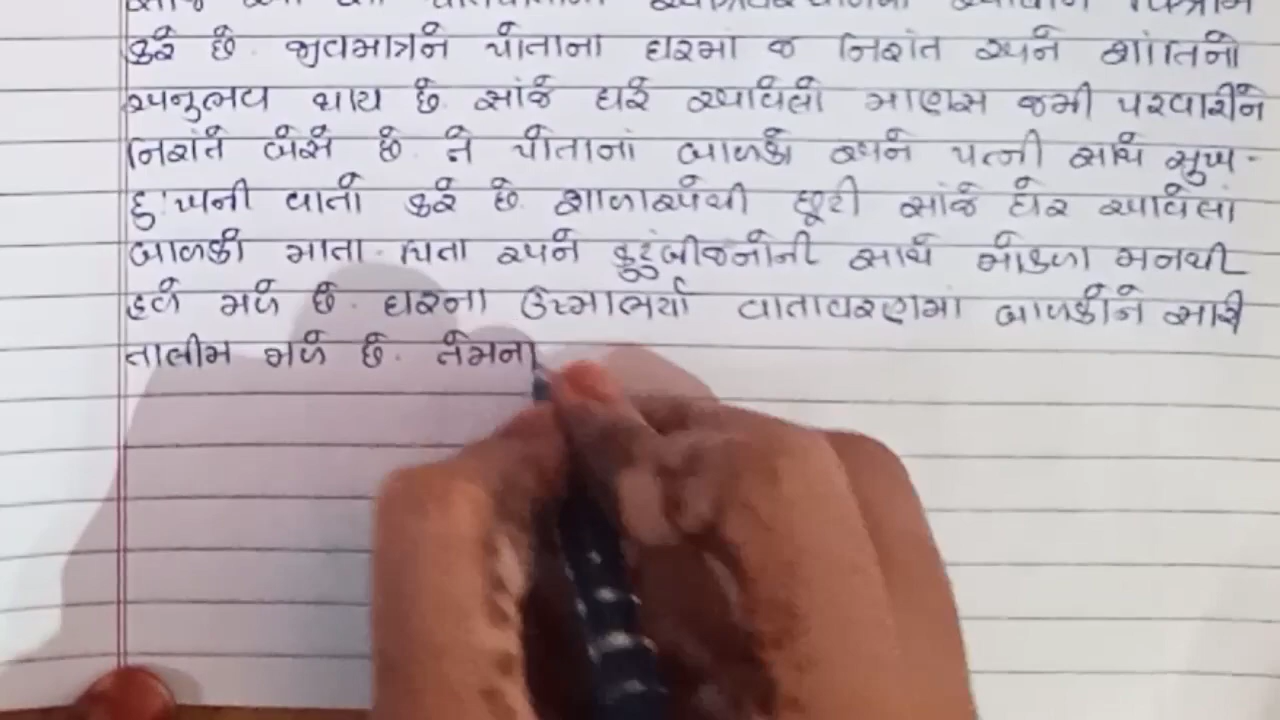 કરે છે. જીવમાત્રને પોતાના ઘરમાં જ નિરાંત અને શાંતિનો
અનુભવ થાય છે. સાંજે ઘરે આવેલો માણસ જમી પરવારીને
નિરાંતે બેસે છે. ને પોતાનાં બાળકો અને પત્ની સાથે સુખ-
દુ:ખની વાતો કરે છે. શાળાએથી છૂટી સાંજે ઘેર આવેલાં
બાળકો માતા-પિતા અને કુટુંબીજનોની સાથે મોકળા મનથી
હળે મળે છે. ઘરના ઉષ્માભર્યા વાતાવરણમાં બાળકોને સારી
તાલીમ મળે છે. તેમના